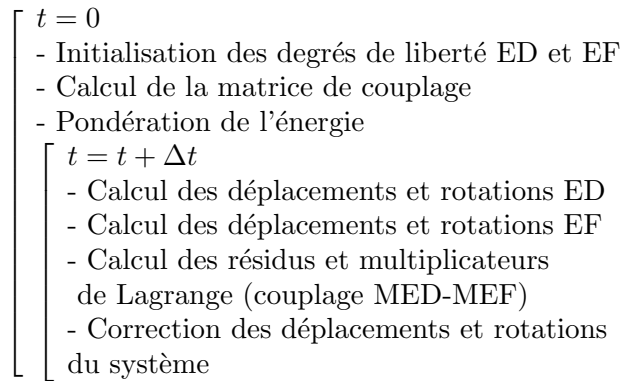 t = 0
- Initialisation des degrés de liberté ED et EF
- Calcul de la matrice de couplage
- Pondération de l'énergie
t = t + Δt
- Calcul des déplacements et rotations ED
- Calcul des déplacements et rotations EF
- Calcul des résidus et multiplicateurs
de Lagrange (couplage MED-MEF)
- Correction des déplacements et rotations
du système